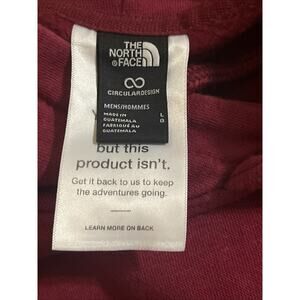 THE
NORTH
FACE
CIRCULARDESIGN
MENS/HOMMES
MADE IN
GUATEMALA
FABRIQUÉ AU
GUATEMALA
L
G
but this
product isn't.
Get it back to us to keep
the adventures going.
LEARN MORE ON BACK